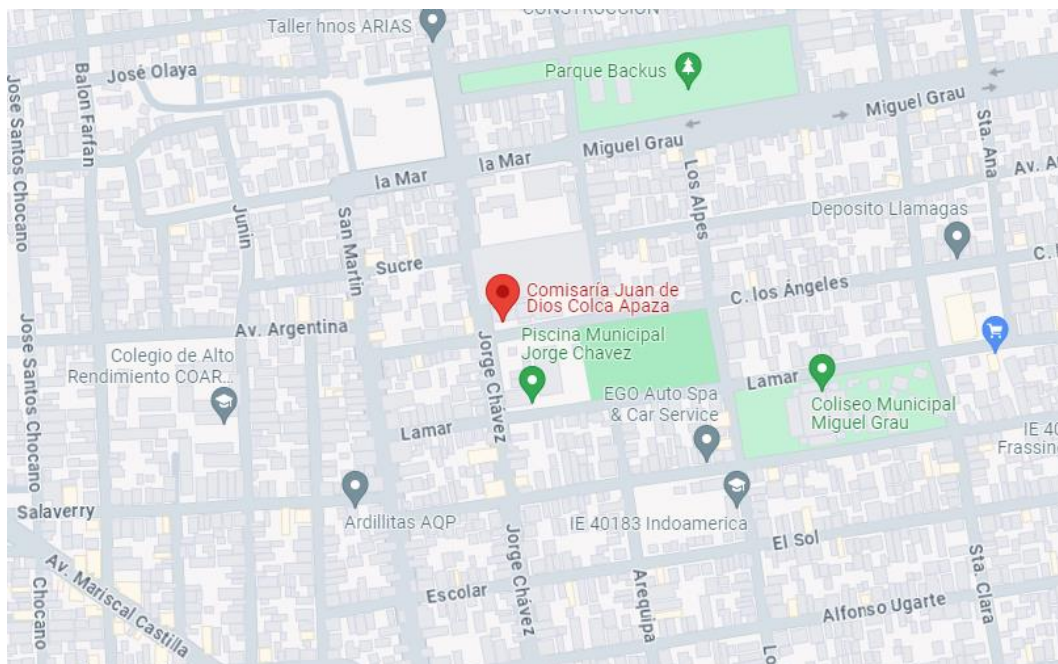 CONSTRUCCION
Taller hnos ARIAS
José Olaya
Parque Backus
Miguel Grau
Miguel Grau
Jose Santos Chocano
Balon Farfan
la Mar
la Mar
Sta. Ana
Av. A
Los Alpes
Junin
San Martin
Deposito Llamagas
Sucre
C. l
Comisaría Juan de
Dios Colca Apaza
C. los Ángeles
Av. Argentina
Piscina Municipal
Jorge Chavez
Jose Santos Chocano
Colegio de Alto
Rendimiento COAR...
Jorge Chávez
Lamar
EGO Auto Spa
& Car Service
Coliseo Municipal
Miguel Grau
Lamar
IE 40
Frassin
Salaverry
Ardillitas AQP
IE 40183 Indoamerica
El Sol
Jorge Chávez
Sta. Clara
Av. Mariscal Castilla
Chocano
Escolar
Arequipa
Alfonso Ugarte
Lo